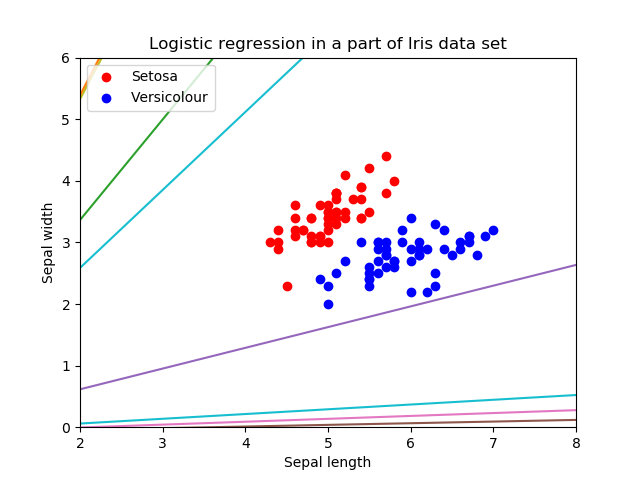 Logistic regression in a part of Iris data set
Setosa
Versicolour
Sepal width
6
5
4
3
2
1
0
2 3 4 5 6 7 8
Sepal length